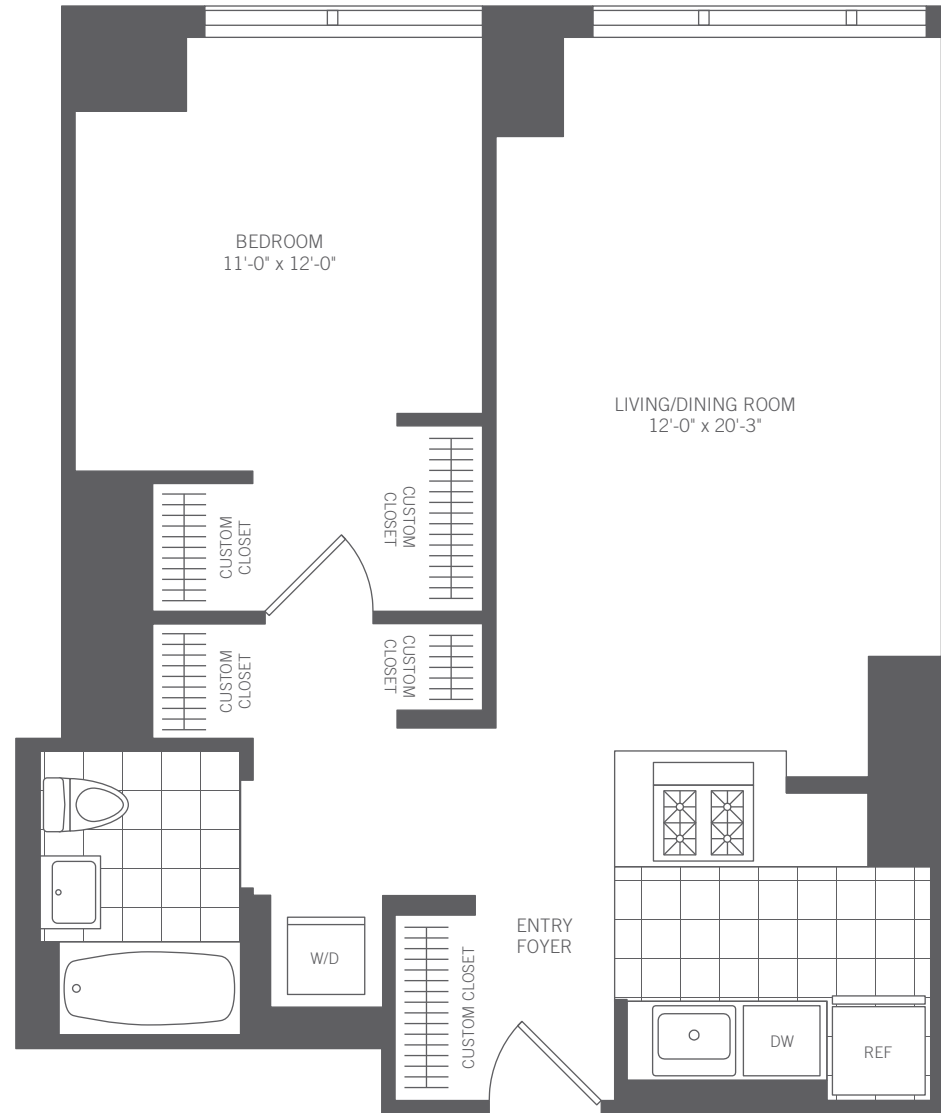 BEDROOM
11'-0" x 12'-0"
LIVING/DINING ROOM
12'-0" x 20'-3"
CUSTOM
CLOSET
CUSTOM
CLOSET
CUSTOM
CLOSET
CUSTOM
CLOSET
ENTRY
FOYER
W/D
CUSTOM CLOSET
DW
REF